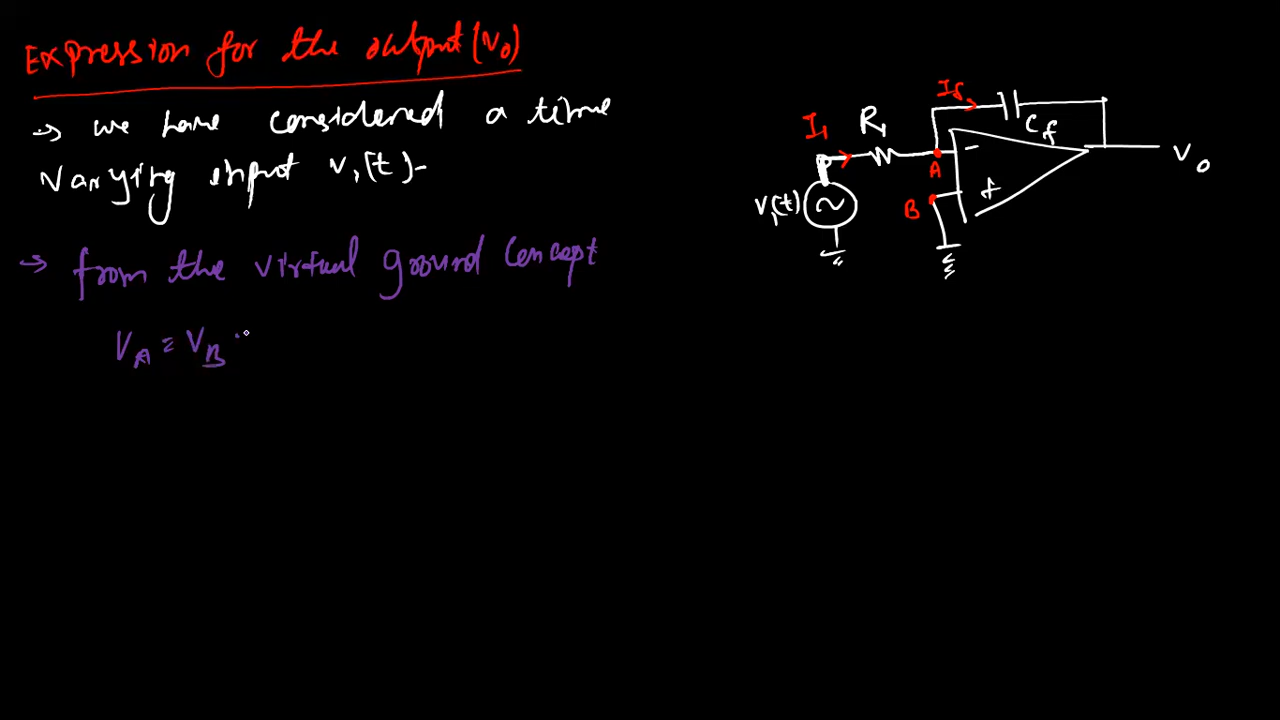 Expression for the output (V0)
→ we have considered a time
varying input V1(t)-
→ from the virtual ground concept
VA = VB
I1
R1
If
Cf
A
B
-
+
V1(t)
V0